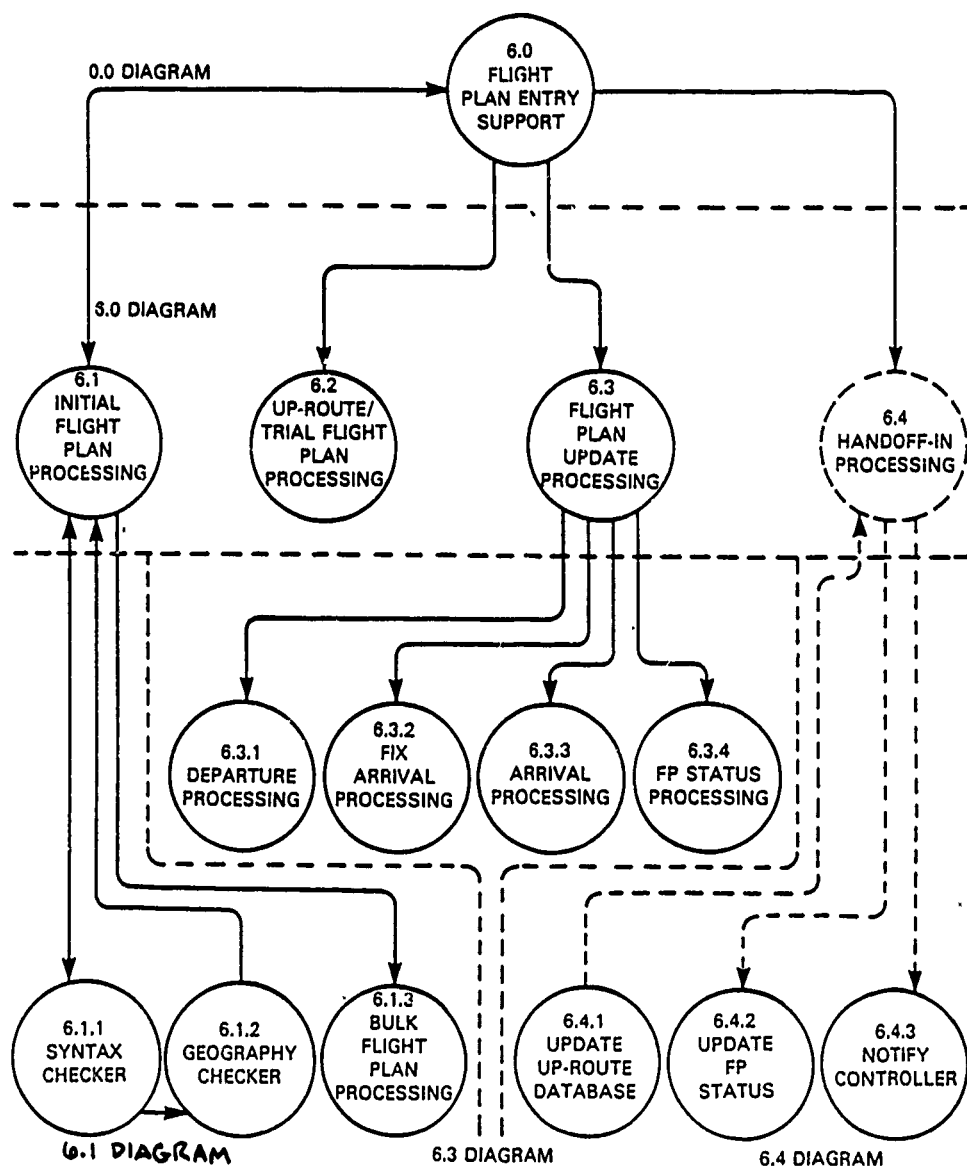 0.0 DIAGRAM
6.0
FLIGHT
PLAN ENTRY
SUPPORT
6.0 DIAGRAM
6.1
INITIAL
FLIGHT
PLAN
PROCESSING
6.2
UP-ROUTE/
TRIAL FLIGHT
PLAN
PROCESSING
6.3
FLIGHT
PLAN
UPDATE
PROCESSING
6.4
HANDOFF-IN
PROCESSING
6.3.1
DEPARTURE
PROCESSING
6.3.2
FIX
ARRIVAL
PROCESSING
6.3.3
ARRIVAL
PROCESSING
6.3.4
FP STATUS
PROCESSING
6.1.1
SYNTAX
CHECKER
6.1.2
GEOGRAPHY
CHECKER
6.1.3
BULK
FLIGHT
PLAN
PROCESSING
6.4.1
UPDATE
UP-ROUTE
DATABASE
6.4.2
UPDATE
FP
STATUS
6.4.3
NOTIFY
CONTROLLER
6.1 DIAGRAM
6.3 DIAGRAM
6.4 DIAGRAM